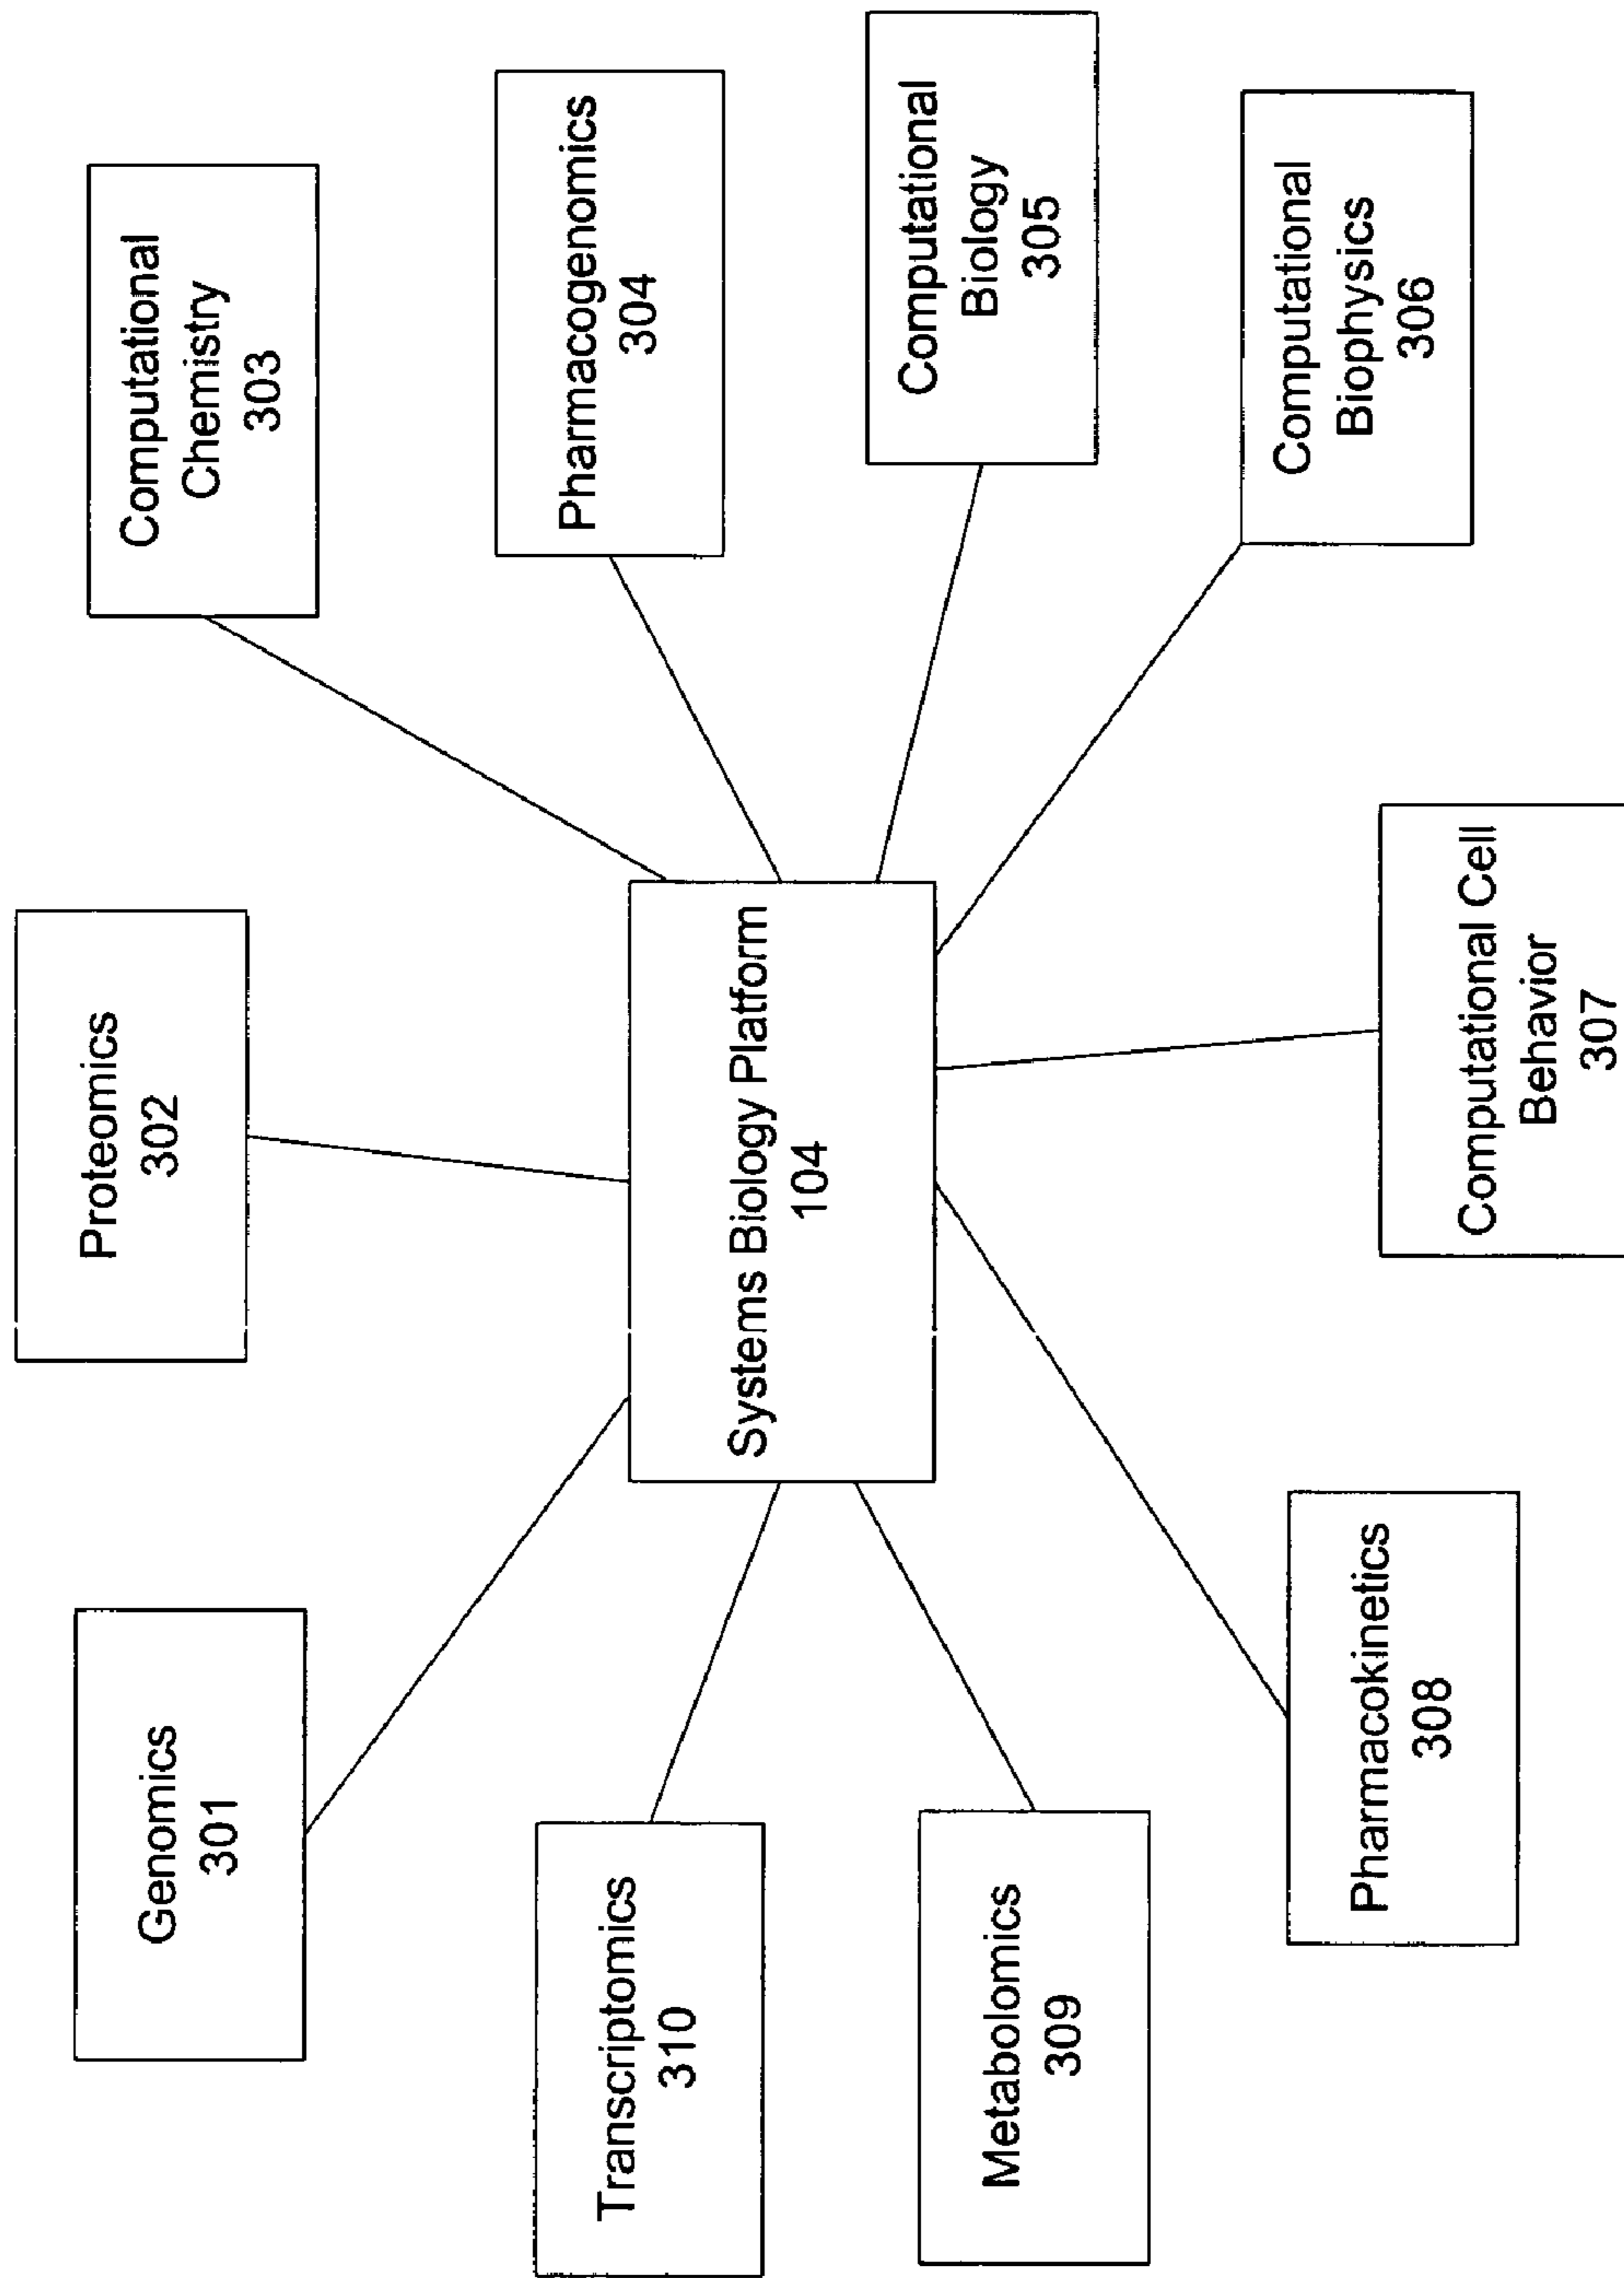 Genomics
301
Proteomics
302
Computational
Chemistry
303
Pharmacogenomics
304
Computational
Biology
305
Computational
Biophysics
306
Computational Cell
Behavior
307
Pharmacokinetics
308
Metabolomics
309
Transcriptomics
310
Systems Biology Platform
104